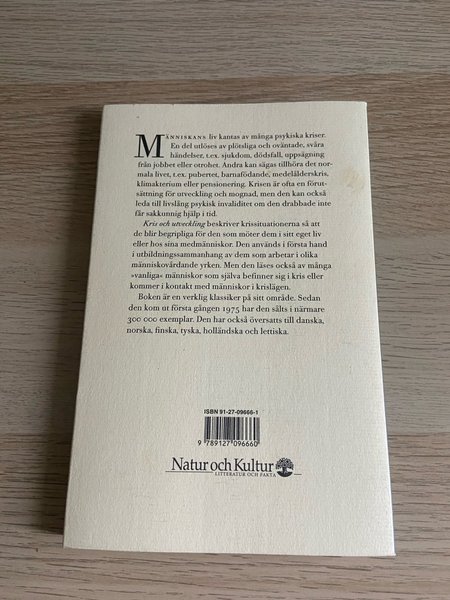 MÄNNISKANS liv kantas av många psykiska kriser.
En del utlöses av plötsliga och oväntade, svåra
händelser, t.ex. sjukdom, dödsfall, uppsägning
från jobbet eller otrohet. Andra kan sägas tillhöra det nor-
mala livet, t.ex. pubertet, barnafödande, medelålderskris,
klimakterium eller pensionering. Krisen är ofta en förut-
sättning för utveckling och mognad, men den kan också
leda till livslång psykisk invaliditet om den drabbade inte
får sakkunnig hjälp i tid.
Kris och utveckling beskriver krissituationerna så att
de blir begripliga för den som möter dem i sitt eget liv
eller hos sina medmänniskor. Den används i första hand
i utbildningssammanhang av dem som arbetar i olika
människovårdande yrken. Men den läses också av många
»vanliga« människor som själva befinner sig i kris eller
kommer i kontakt med människor i krislägen.
Boken är en verklig klassiker på sitt område. Sedan
den kom ut första gången 1975 har den sålts i närmare
300 000 exemplar. Den har också översatts till danska,
norska, finska, tyska, holländska och lettiska.
ISBN 91-27-09666-1
9 789127 096660
Natur och Kultur
LITTERATUR OCH FAKTA